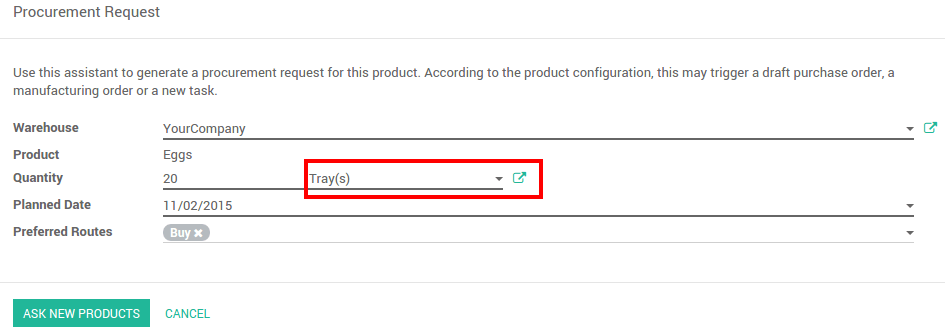 Procurement Request
Use this assistant to generate a procurement request for this product. According to the product configuration, this may trigger a draft purchase order, a
manufacturing order or a new task.
Warehouse YourCompany
Product Eggs
Quantity 20 Tray(s)
Planned Date 11/02/2015
Preferred Routes Buy
ASK NEW PRODUCTS CANCEL